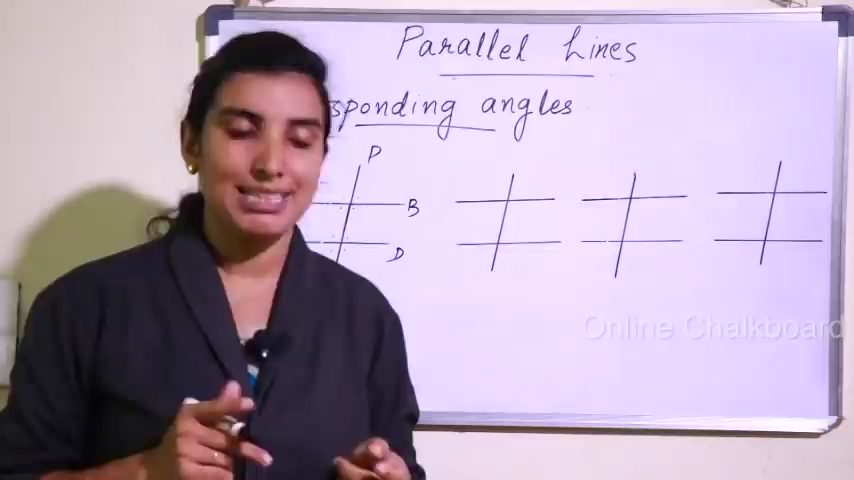 Parallel Lines
sponding angles
P
B
D
Online Chalkboard